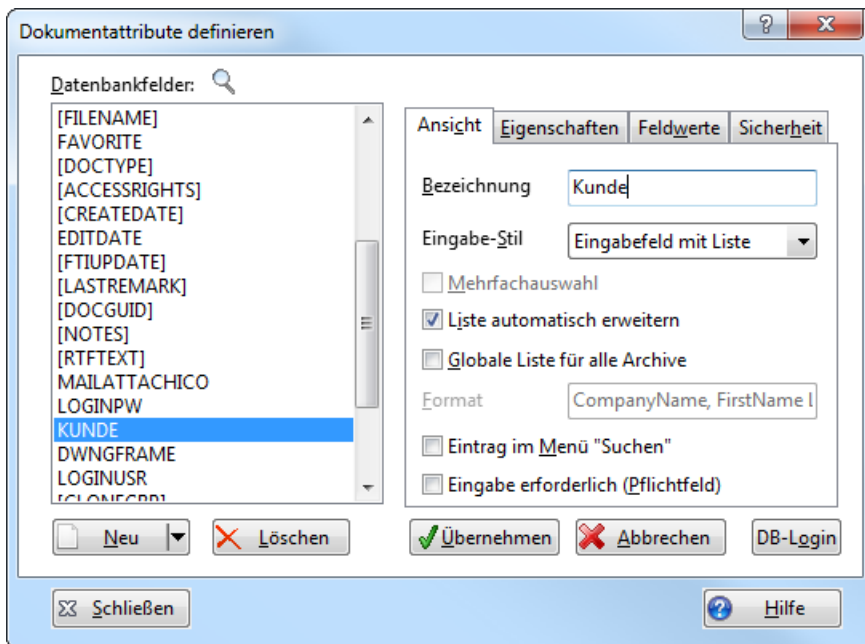 Dokumentattribute definieren
Datenbankfelder:
[FILENAME]
FAVORITE
[DOCTYPE]
[ACCESSRIGHTS]
[CREATEDATE]
EDITDATE
[FTIUPDATE]
[LASTREMARK]
[DOCGUID]
[NOTES]
[RTFTEXT]
MAILATTACHICO
LOGINPW
KUNDE
DWNGFRAME
LOGINUSR
Ansicht Eigenschaften Feldwerte Sicherheit
Bezeichnung Kunde
Eingabe-Stil Eingabefeld mit Liste
Mehrfachauswahl
Liste automatisch erweitern
Globale Liste für alle Archive
Format CompanyName, FirstName
Eintrag im Menü "Suchen"
Eingabe erforderlich (Pflichtfeld)
Neu Löschen Übernehmen Abbrechen DB-Login
Schließen Hilfe